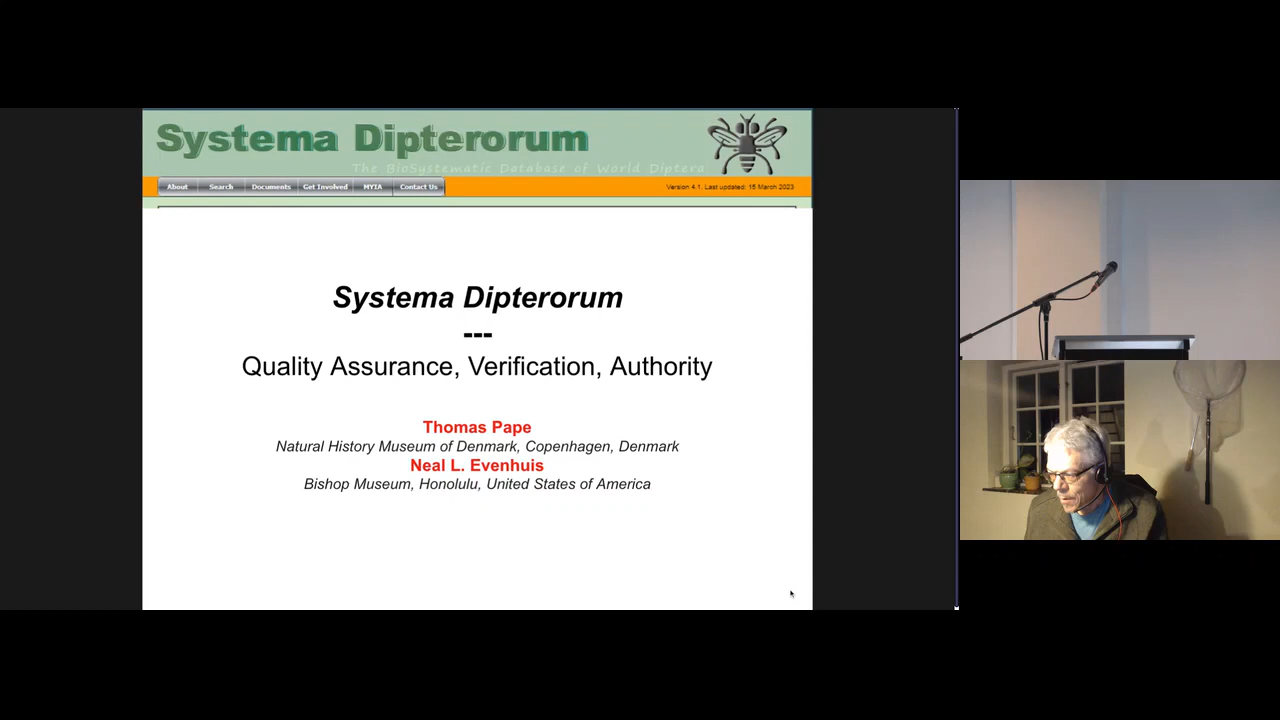 Systema Dipterorum
The BioSystematic Database of World Diptera
About Search Documents Get Involved MYIA Contact Us Version 4.1. Last updated: 15 March 2023
Systema Dipterorum
---
Quality Assurance, Verification, Authority
Thomas Pape
Natural History Museum of Denmark, Copenhagen, Denmark
Neal L. Evenhuis
Bishop Museum, Honolulu, United States of America